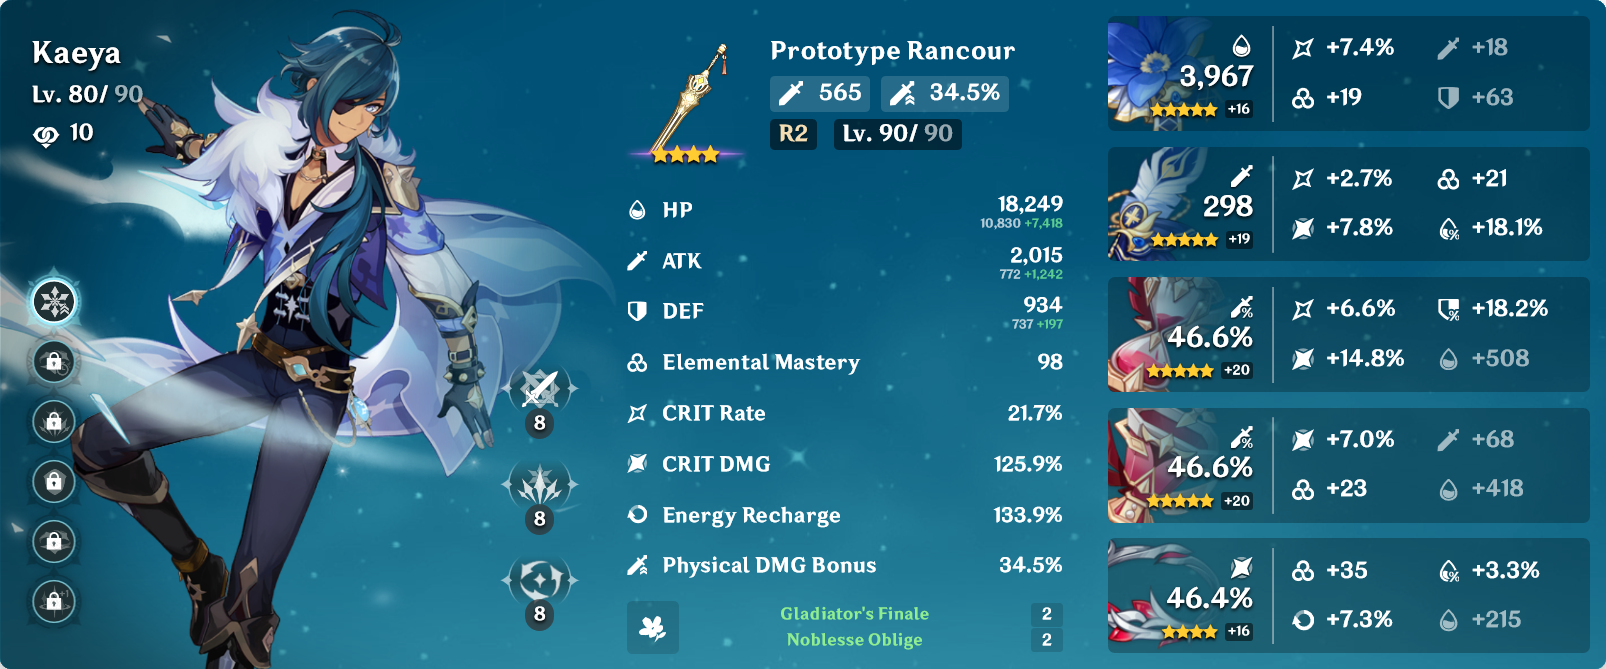 Kaeya
Lv. 80/ 90
10
8
8
8
Prototype Rancour
565 34.5%
R2 Lv. 90/ 90
HP 18,249
10,830 +7,418
ATK 2,015
772 +1,242
DEF 934
737 +197
Elemental Mastery 98
CRIT Rate 21.7%
CRIT DMG 125.9%
Energy Recharge 133.9%
Physical DMG Bonus 34.5%
Gladiator's Finale 2
Noblesse Oblige 2
3,967
+16
+7.4% +18
+19 +63
298
+19
+2.7% +21
+7.8% +18.1%
46.6%
+20
+6.6% +18.2%
+14.8% +508
46.6%
+20
+7.0% +68
+23 +418
46.4%
+16
+35 +3.3%
+7.3% +215